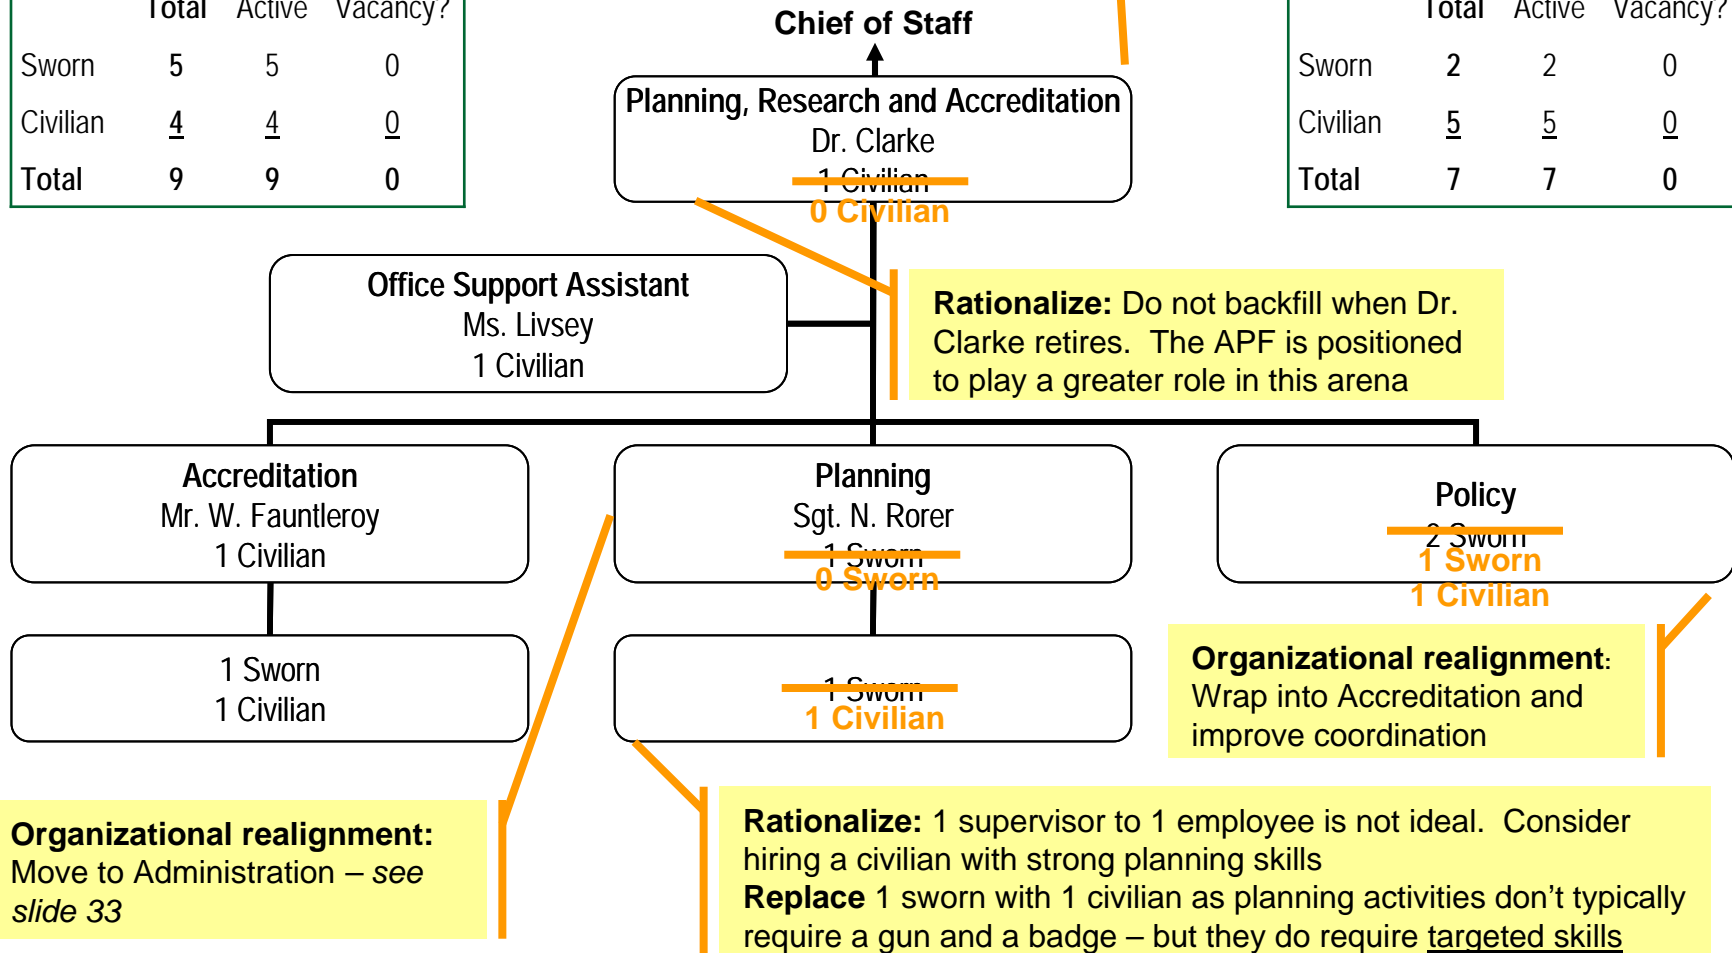 Total Active Vacancy?
Sworn 5 5 0
Civilian 4 4 0
Total 9 9 0
Chief of Staff
Total Active Vacancy?
Sworn 2 2 0
Civilian 5 5 0
Total 7 7 0
Planning, Research and Accreditation
Dr. Clarke
1 Civilian
0 Civilian
Office Support Assistant
Ms. Livsey
1 Civilian
Rationalize: Do not backfill when Dr.
Clarke retires. The APF is positioned
to play a greater role in this arena
Accreditation
Mr. W. Fauntleroy
1 Civilian
Planning
Sgt. N. Rorer
1 Sworn
0 Sworn
Policy
2 Sworn
1 Sworn
1 Civilian
1 Sworn
1 Civilian
1 Sworn
1 Civilian
Organizational realignment:
Wrap into Accreditation and
improve coordination
Organizational realignment:
Move to Administration – see
slide 33
Rationalize: 1 supervisor to 1 employee is not ideal. Consider
hiring a civilian with strong planning skills
Replace 1 sworn with 1 civilian as planning activities don’t typically
require a gun and a badge – but they do require targeted skills